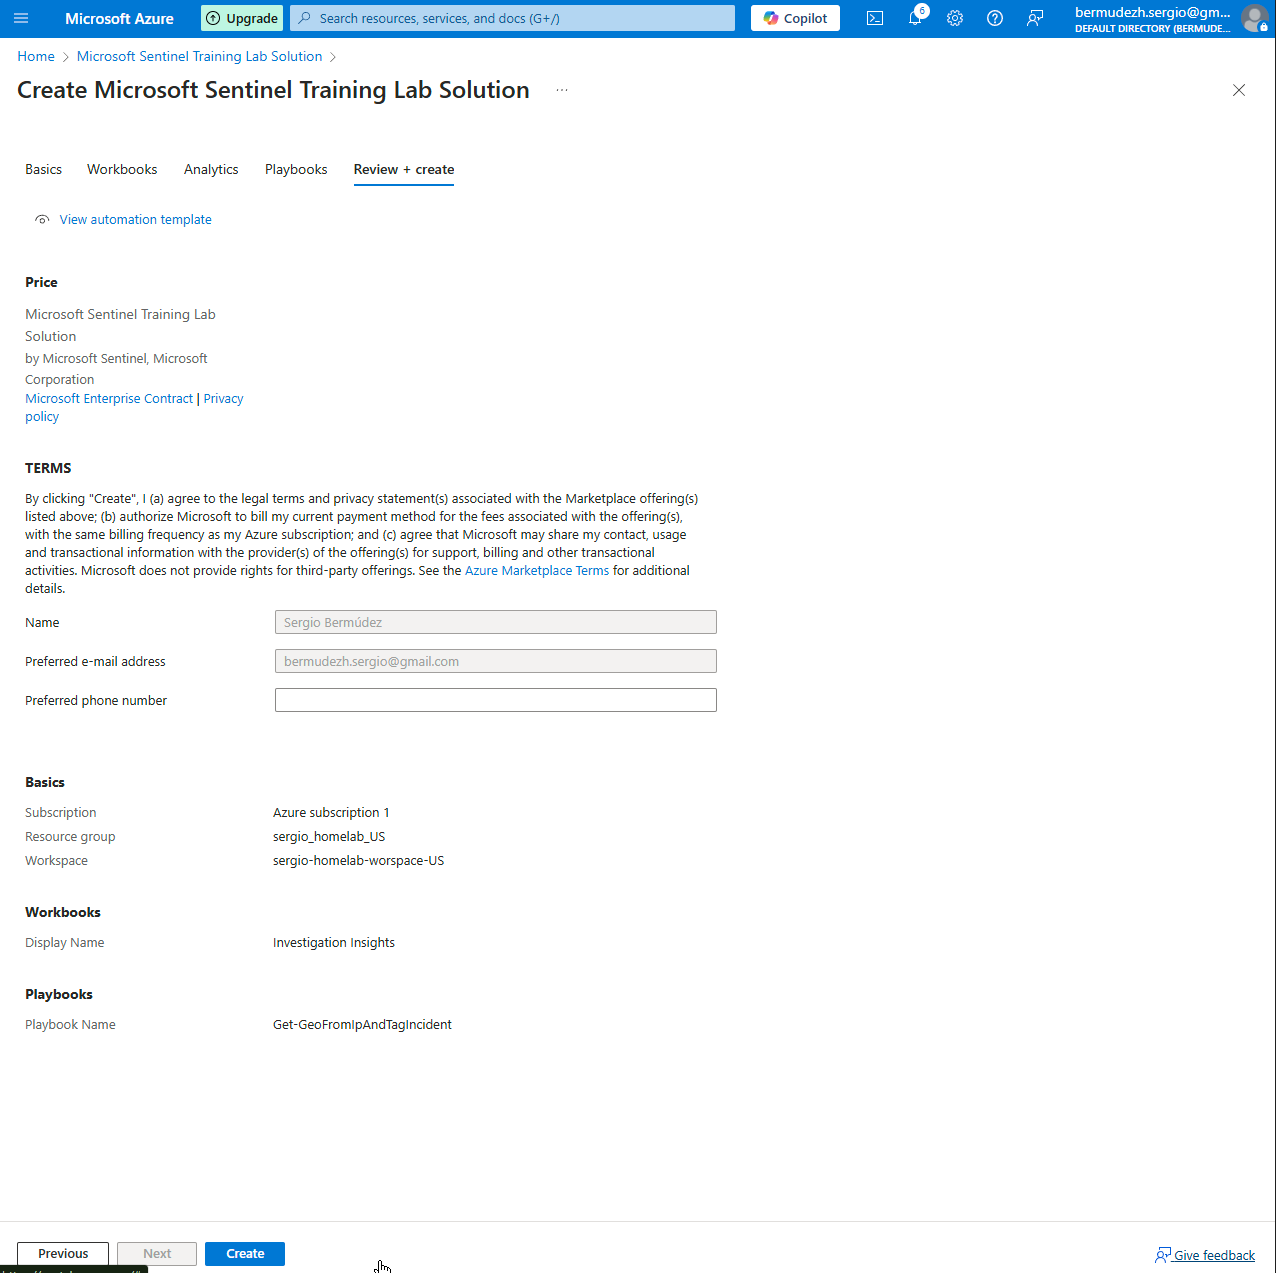 Microsoft Azure
Upgrade
Search resources, services, and docs (G+/)
Copilot
6
bermudezh.sergio@gm...
DEFAULT DIRECTORY (BERMUDE...
Home > Microsoft Sentinel Training Lab Solution >
Create Microsoft Sentinel Training Lab Solution ...
Basics Workbooks Analytics Playbooks Review + create
View automation template
Price
Microsoft Sentinel Training Lab
Solution
by Microsoft Sentinel, Microsoft
Corporation
Microsoft Enterprise Contract | Privacy
policy
TERMS
By clicking "Create", I (a) agree to the legal terms and privacy statement(s) associated with the Marketplace offering(s)
listed above; (b) authorize Microsoft to bill my current payment method for the fees associated with the offering(s),
with the same billing frequency as my Azure subscription; and (c) agree that Microsoft may share my contact, usage
and transactional information with the provider(s) of the offering(s) for support, billing and other transactional
activities. Microsoft does not provide rights for third-party offerings. See the Azure Marketplace Terms for additional
details.
Name Sergio Bermúdez
Preferred e-mail address bermudezh.sergio@gmail.com
Preferred phone number
Basics
Subscription Azure subscription 1
Resource group sergio_homelab_US
Workspace sergio-homelab-worspace-US
Workbooks
Display Name Investigation Insights
Playbooks
Playbook Name Get-GeoFromIpAndTagIncident
Previous Next Create
Give feedback